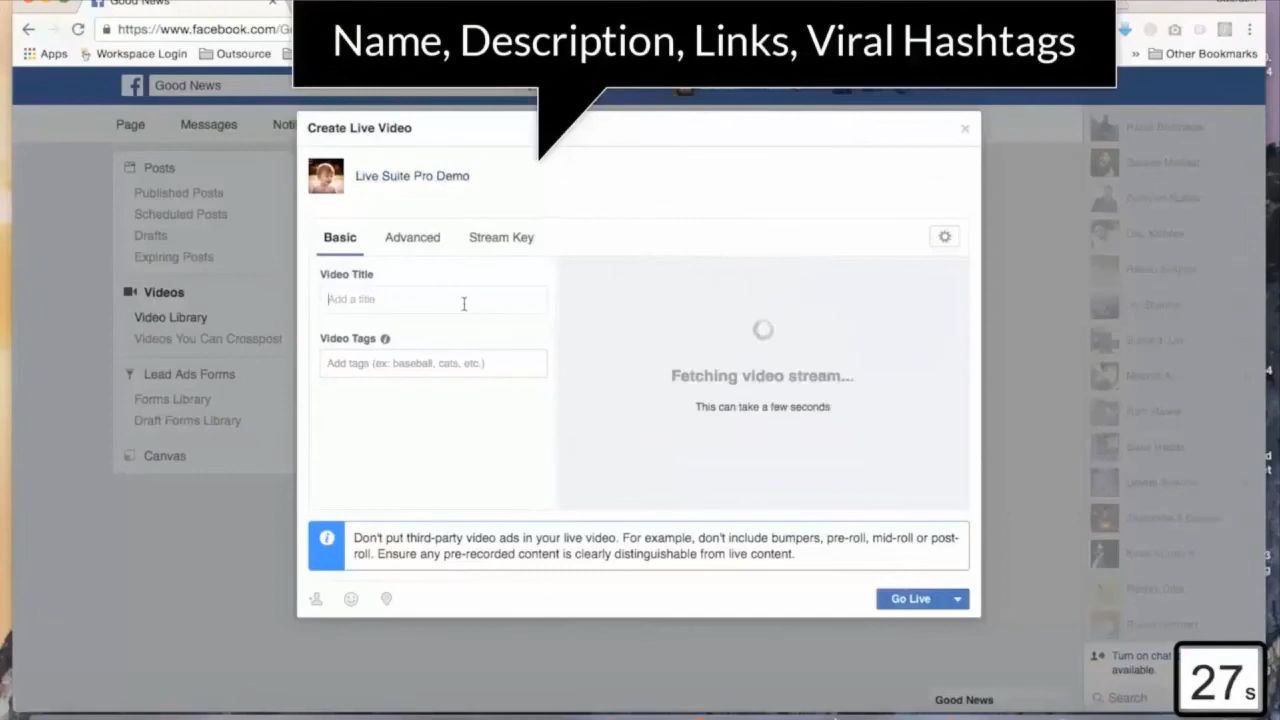 Good News
Name, Description, Links, Viral Hashtags
https://www.facebook.com/G
Apps
Workspace Login
Outsource
»
Other Bookmarks
Good News
Page
Messages
Create Live Video
Live Suite Pro Demo
Posts
Published Posts
Scheduled Posts
Drafts
Expiring Posts
Videos
Video Library
Videos You Can Crosspost
Lead Ads Forms
Forms Library
Draft Forms Library
Canvas
Basic
Advanced
Stream Key
Video Title
Add a title
Video Tags
Add tags (ex: baseball, cats, etc.)
Fetching video stream...
This can take a few seconds
Don't put third-party video ads in your live video. For example, don't include bumpers, pre-roll, mid-roll or post-
roll. Ensure any pre-recorded content is clearly distinguishable from live content.
Go Live
Turn on chat
available.
Search
Good News
27s